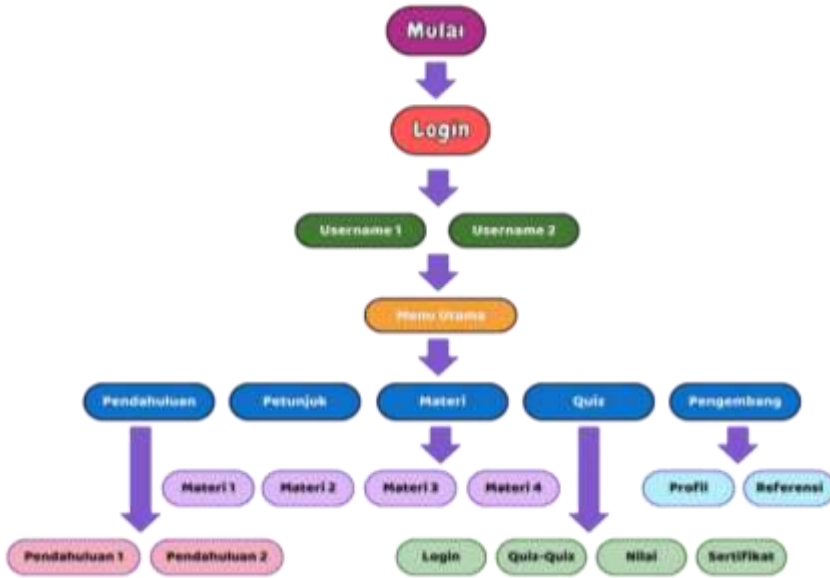 Mulai
Login
Username 1 Username 2
Menu Utama
Pendahuluan Petunjuk Materi Quiz Pengembang
Materi 1 Materi 2 Materi 3 Materi 4 Profil Referensi
Pendahuluan 1 Pendahuluan 2 Login Quiz-Quiz Nilai Sertifikat